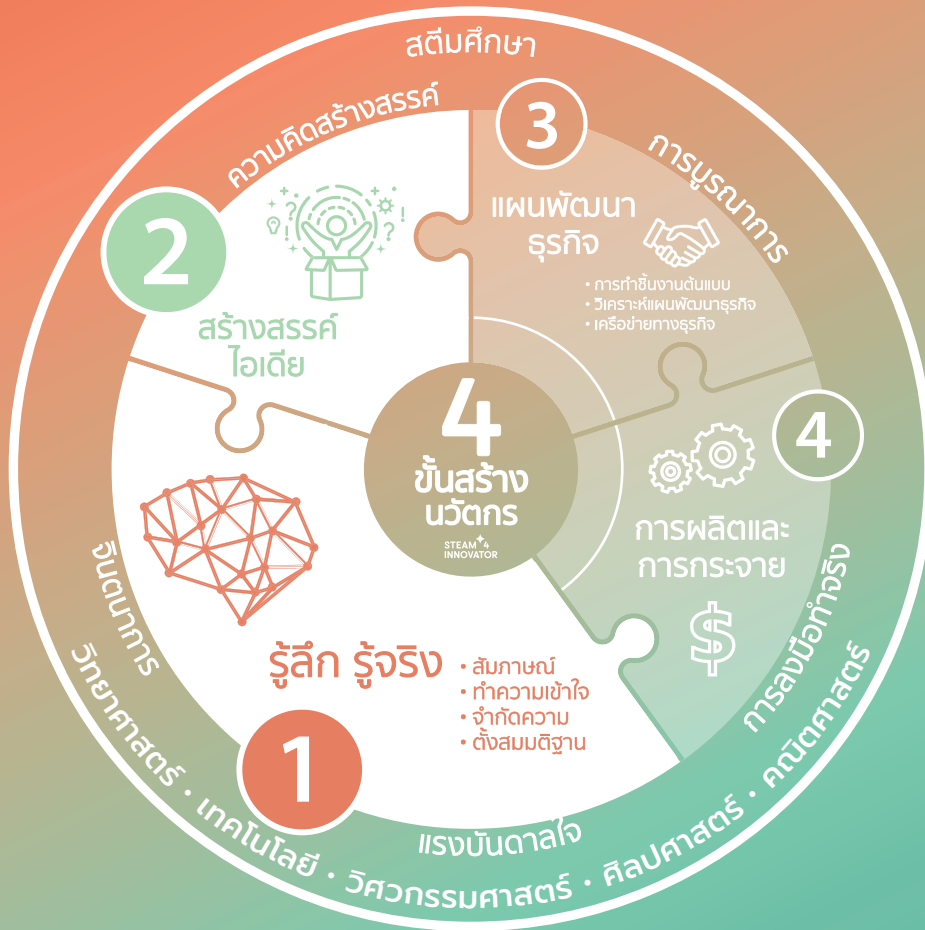 สตีมศึกษา
ความคิดสร้างสรรค์
การบูรณาการ
2
สร้างสรรค์
ไอเดีย
3
แผนพัฒนา
ธุรกิจ
• การทำชิ้นงานต้นแบบ
• วิเคราะห์แผนพัฒนาธุรกิจ
• เครือข่ายทางธุรกิจ
4
ขั้นสร้าง
นวัตกร
STEAM 4
INNOVATOR
4
การผลิตและ
การกระจาย
$
รู้ลึก รู้จริง
• สัมภาษณ์
• ทำความเข้าใจ
• จำกัดความ
• ตั้งสมมติฐาน
1
จินตนาการ
แรงบันดาลใจ
การลงมือทำจริง
วิทยาศาสตร์ • เทคโนโลยี • วิศวกรรมศาสตร์ • ศิลปศาสตร์ • คณิตศาสตร์